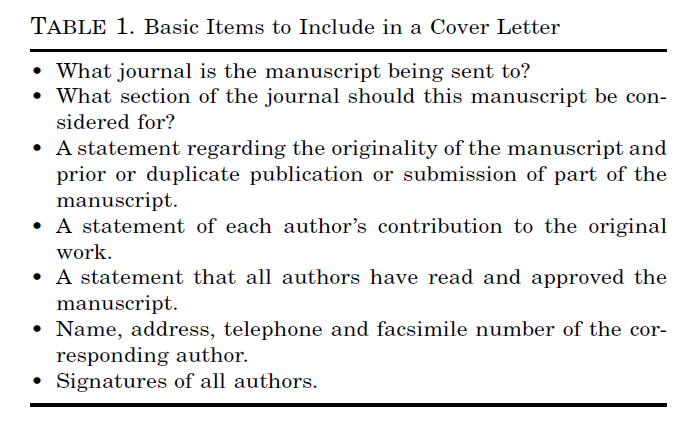 TABLE 1. Basic Items to Include in a Cover Letter
• What journal is the manuscript being sent to?
• What section of the journal should this manuscript be con-
sidered for?
• A statement regarding the originality of the manuscript and
prior or duplicate publication or submission of part of the
manuscript.
• A statement of each author's contribution to the original
work.
• A statement that all authors have read and approved the
manuscript.
• Name, address, telephone and facsimile number of the cor-
responding author.
• Signatures of all authors.